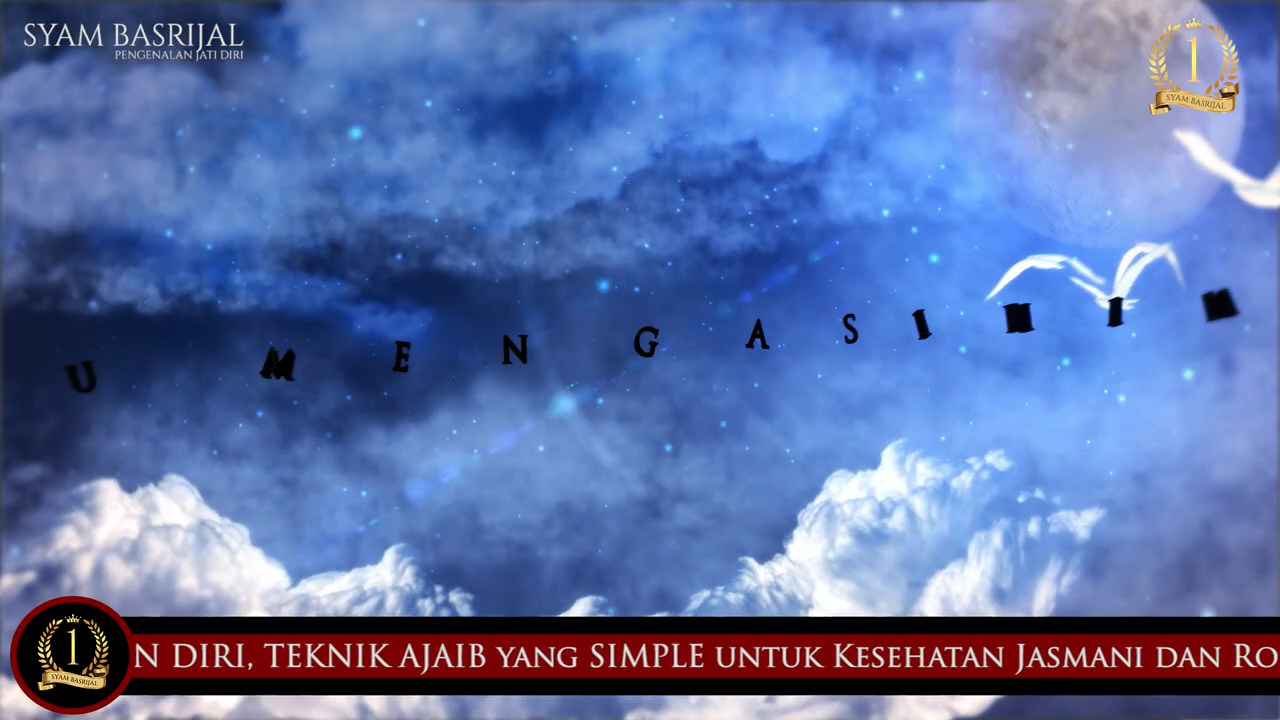 SYAM BASRIJAL
PENGENALAN JATI DIRI
1
SYAM BASRIJAL
U MENGASIHIM
1
SYAM BASRIJAL
N DIRI, TEKNIK AJAIB YANG SIMPLE UNTUK KESEHATAN JASMANI DAN RO